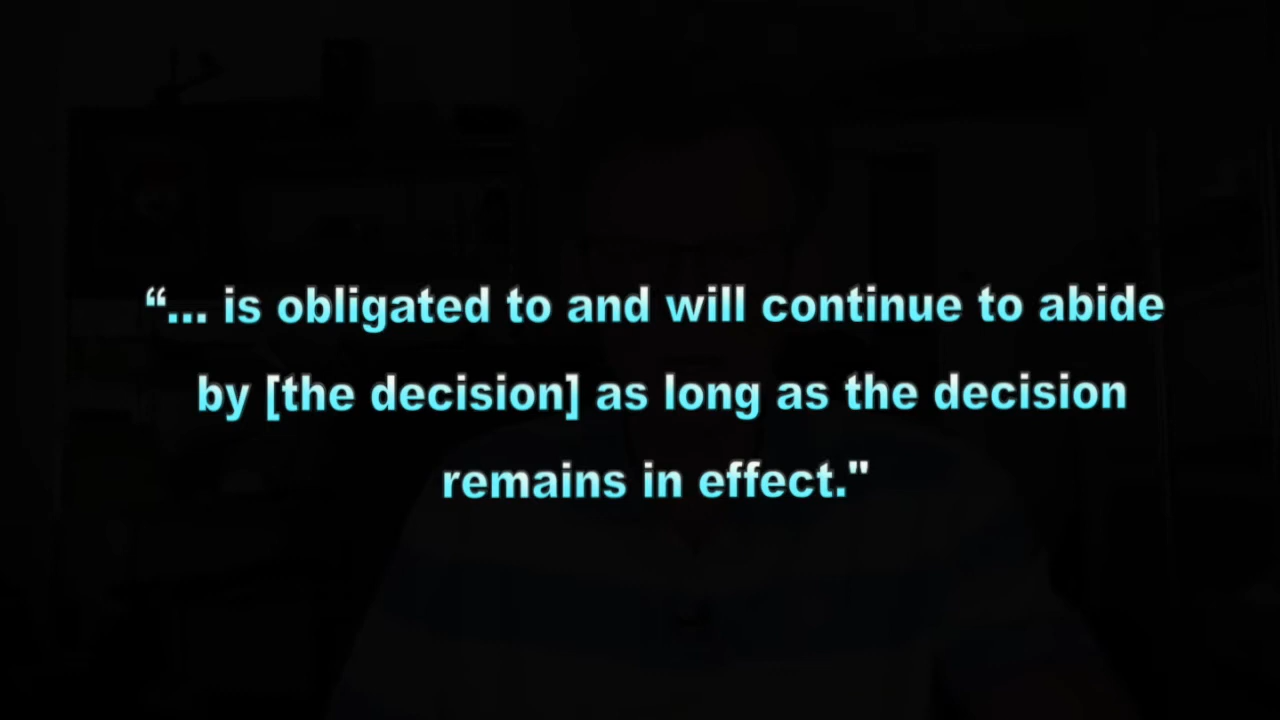 “... is obligated to and will continue to abide
by [the decision] as long as the decision
remains in effect."